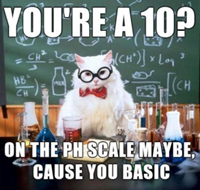 YOU'RE A 10?
ON THE PH SCALE MAYBE,
CAUSE YOU BASIC